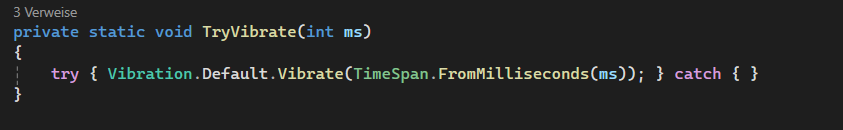 3 Verweise
private static void TryVibrate(int ms)
{
try { Vibration.Default.Vibrate(TimeSpan.FromMilliseconds(ms)); } catch { }
}